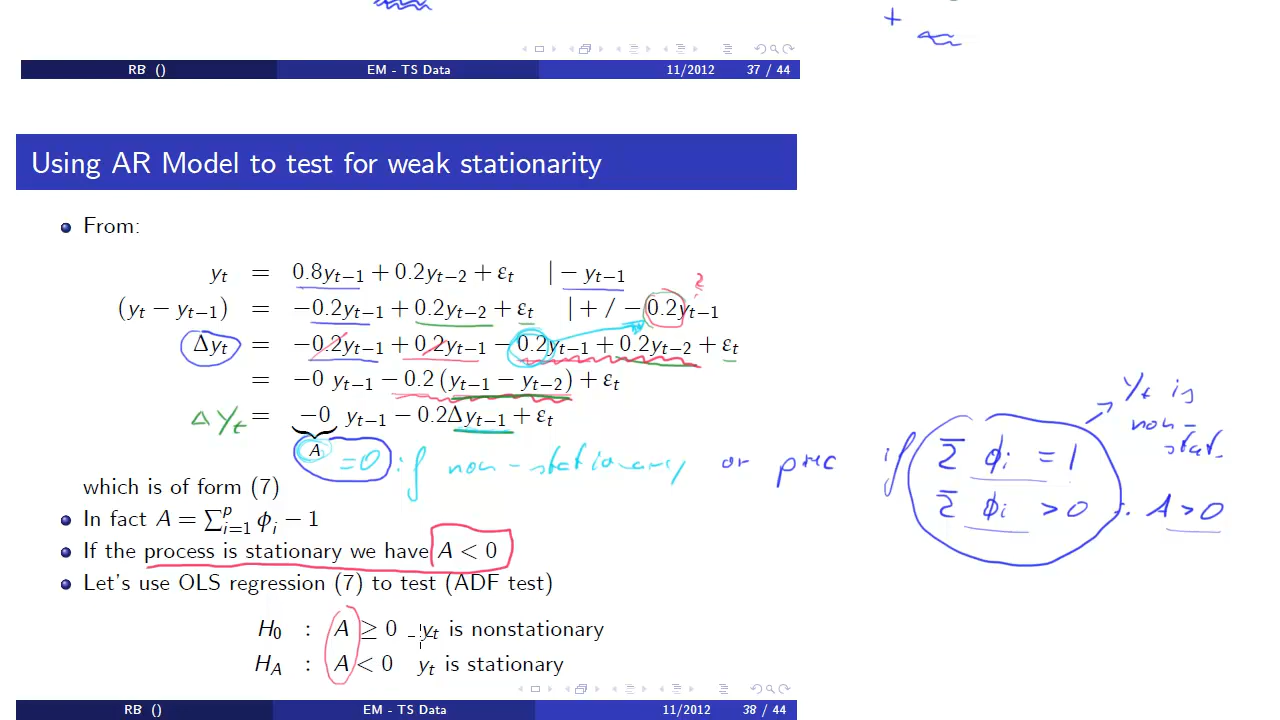 +
RB ()    EM - TS Data    11/2012    37 / 44
Using AR Model to test for weak stationarity
From:
yₜ = 0.8yₜ₋₁ + 0.2yₜ₋₂ + εₜ | − yₜ₋₁
2
(yₜ − yₜ₋₁) = −0.2yₜ₋₁ + 0.2yₜ₋₂ + εₜ | + / − 0.2yₜ₋₁
Δyₜ = −0.2yₜ₋₁ + 0.2yₜ₋₁ − 0.2yₜ₋₁ + 0.2yₜ₋₂ + εₜ
= −0 yₜ₋₁ − 0.2 (yₜ₋₁ − yₜ₋₂) + εₜ
ΔYₜ = −0 yₜ₋₁ − 0.2Δyₜ₋₁ + εₜ
A = 0 : if non-stationary or prec
if Σ φᵢ = 1
Yₜ is
non-
stat.
Σ φᵢ > 0 : A > 0
which is of form (7)
In fact A = ∑ᵢ₌₁ᵖ ϕᵢ − 1
If the process is stationary we have A < 0
Let's use OLS regression (7) to test (ADF test)
H₀ : A ≥ 0 yₜ is nonstationary
H_A : A < 0 yₜ is stationary
RB ()    EM - TS Data    11/2012    38 / 44